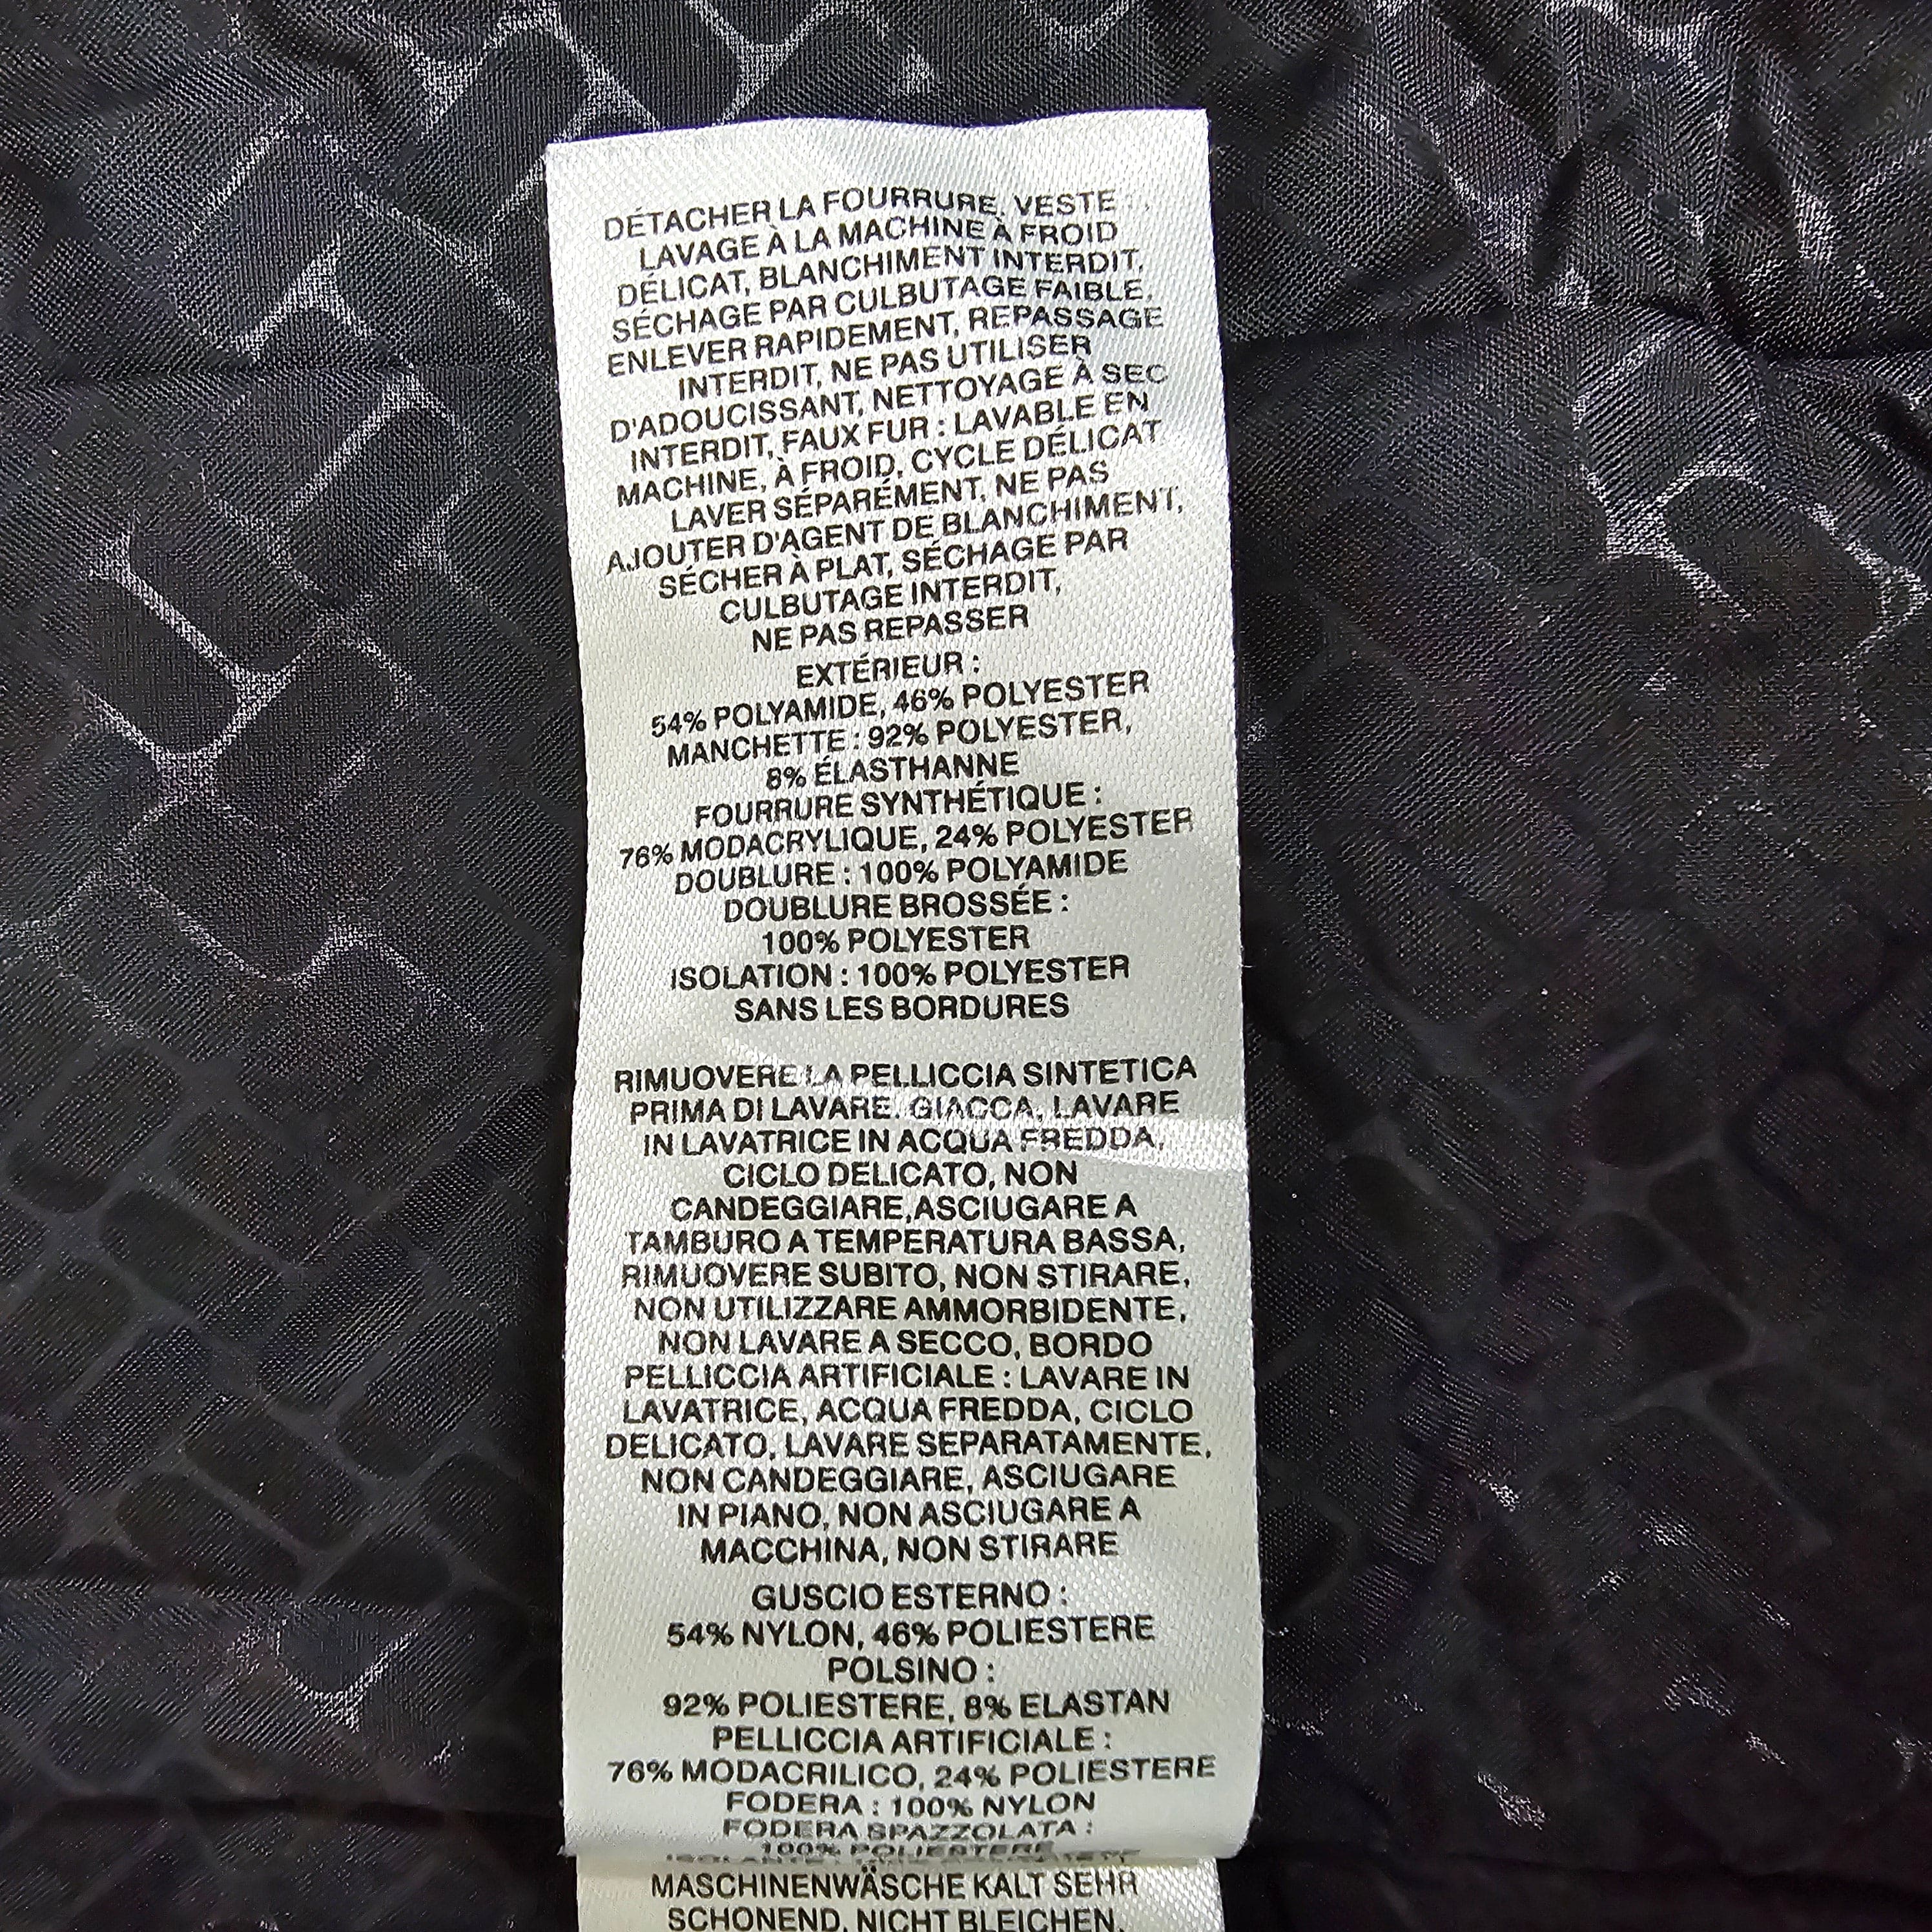 DÉTACHER LA FOURRURE. VESTE
LAVAGE À LA MACHINE À FROID
DÉLICAT, BLANCHIMENT INTERDIT,
SÉCHAGE PAR CULBUTAGE FAIBLE,
ENLEVER RAPIDEMENT, REPASSAGE
INTERDIT, NE PAS UTILISER
D'ADOUCISSANT, NETTOYAGE À SEC
INTERDIT, FAUX FUR : LAVABLE EN
MACHINE, À FROID, CYCLE DÉLICAT
LAVER SÉPARÉMENT, NE PAS
AJOUTER D'AGENT DE BLANCHIMENT,
SÉCHER À PLAT, SÉCHAGE PAR
CULBUTAGE INTERDIT,
NE PAS REPASSER
EXTÉRIEUR :
54% POLYAMIDE, 46% POLYESTER
MANCHETTE : 92% POLYESTER,
8% ÉLASTHANNE
FOURRURE SYNTHÉTIQUE :
76% MODACRYLIQUE, 24% POLYESTER
DOUBLURE : 100% POLYAMIDE
DOUBLURE BROSSÉE :
100% POLYESTER
ISOLATION : 100% POLYESTER
SANS LES BORDURES
RIMUOVERE LA PELLICCIA SINTETICA
PRIMA DI LAVARE. GIACCA, LAVARE
IN LAVATRICE IN ACQUA FREDDA,
CICLO DELICATO, NON
CANDEGGIARE,ASCIUGARE A
TAMBURO A TEMPERATURA BASSA,
RIMUOVERE SUBITO, NON STIRARE,
NON UTILIZZARE AMMORBIDENTE,
NON LAVARE A SECCO, BORDO
PELLICCIA ARTIFICIALE : LAVARE IN
LAVATRICE, ACQUA FREDDA, CICLO
DELICATO, LAVARE SEPARATAMENTE,
NON CANDEGGIARE, ASCIUGARE
IN PIANO, NON ASCIUGARE A
MACCHINA, NON STIRARE
GUSCIO ESTERNO :
54% NYLON, 46% POLIESTERE
POLSINO :
92% POLIESTERE, 8% ELASTAN
PELLICCIA ARTIFICIALE :
76% MODACRILICO, 24% POLIESTERE
FODERA : 100% NYLON
FODERA SPAZZOLATA :
100% POLIESTERE
MASCHINENWÄSCHE KALT SEHR
SCHONEND, NICHT BLEICHEN,